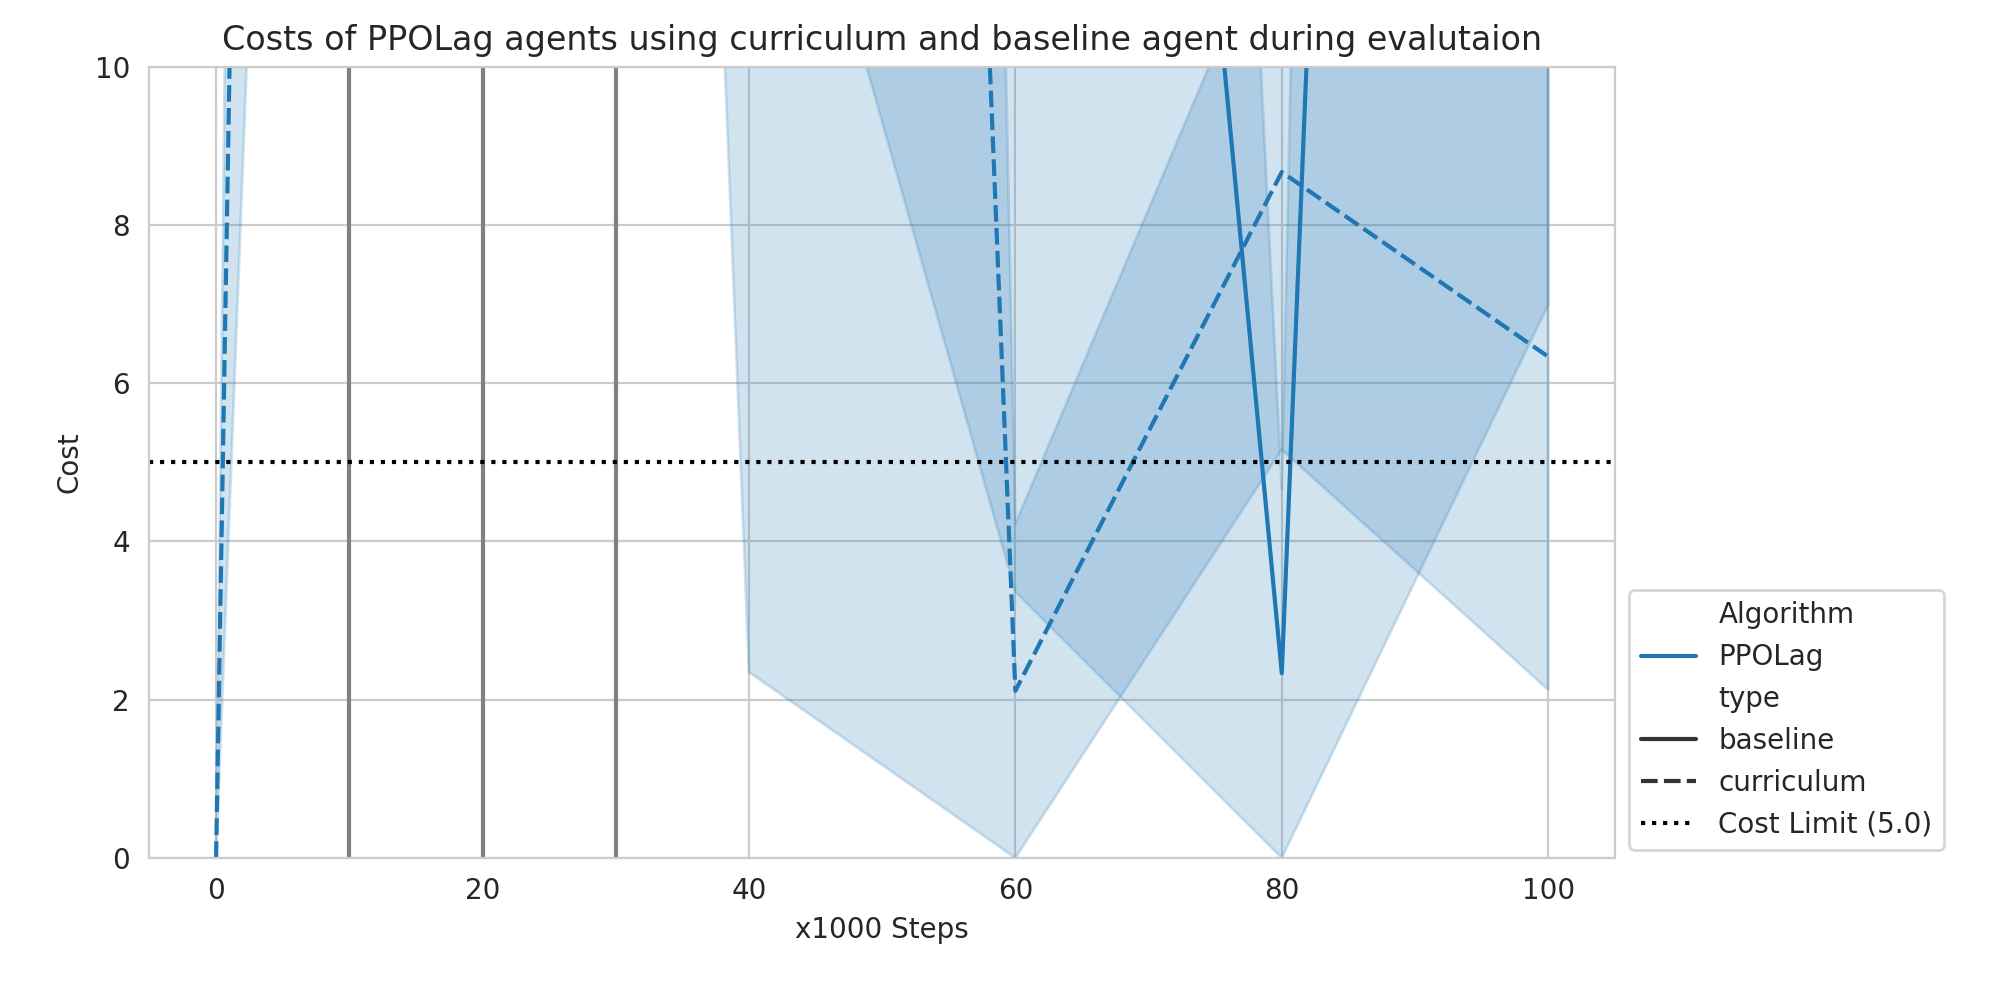 Costs of PPOLag agents using curriculum and baseline agent during evalutaion
10
8
6
4
2
0
Cost
0 20 40 60 80 100
x1000 Steps
Algorithm
PPOLag
type
baseline
curriculum
Cost Limit (5.0)